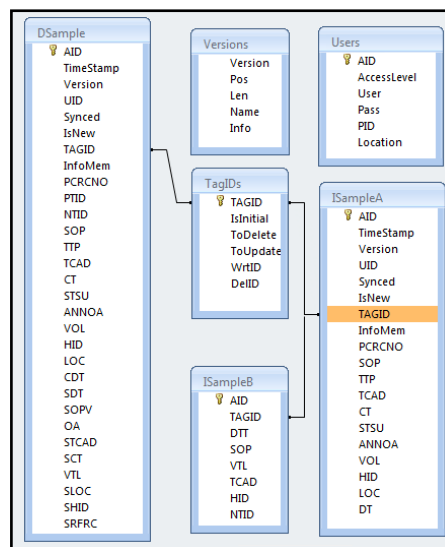 DSample
AID
TimeStamp
Version
UID
Synced
IsNew
TAGID
InfoMem
PCRCNO
PTID
NTID
SOP
TTP
TCAD
CT
STSU
ANNOA
VOL
HID
LOC
CDT
SDT
SOPV
OA
STCAD
SCT
VTL
SLOC
SHID
SRFRC
Versions
Version
Pos
Len
Name
Info
Users
AID
AccessLevel
User
Pass
PID
Location
TagIDs
TAGID
IsInitial
ToDelete
ToUpdate
WrtID
DelID
ISampleA
AID
TimeStamp
Version
UID
Synced
IsNew
TAGID
InfoMem
PCRCNO
SOP
TTP
TCAD
CT
STSU
ANNOA
VOL
HID
LOC
DT
ISampleB
AID
TAGID
DTT
SOP
VTL
TCAD
HID
NTID